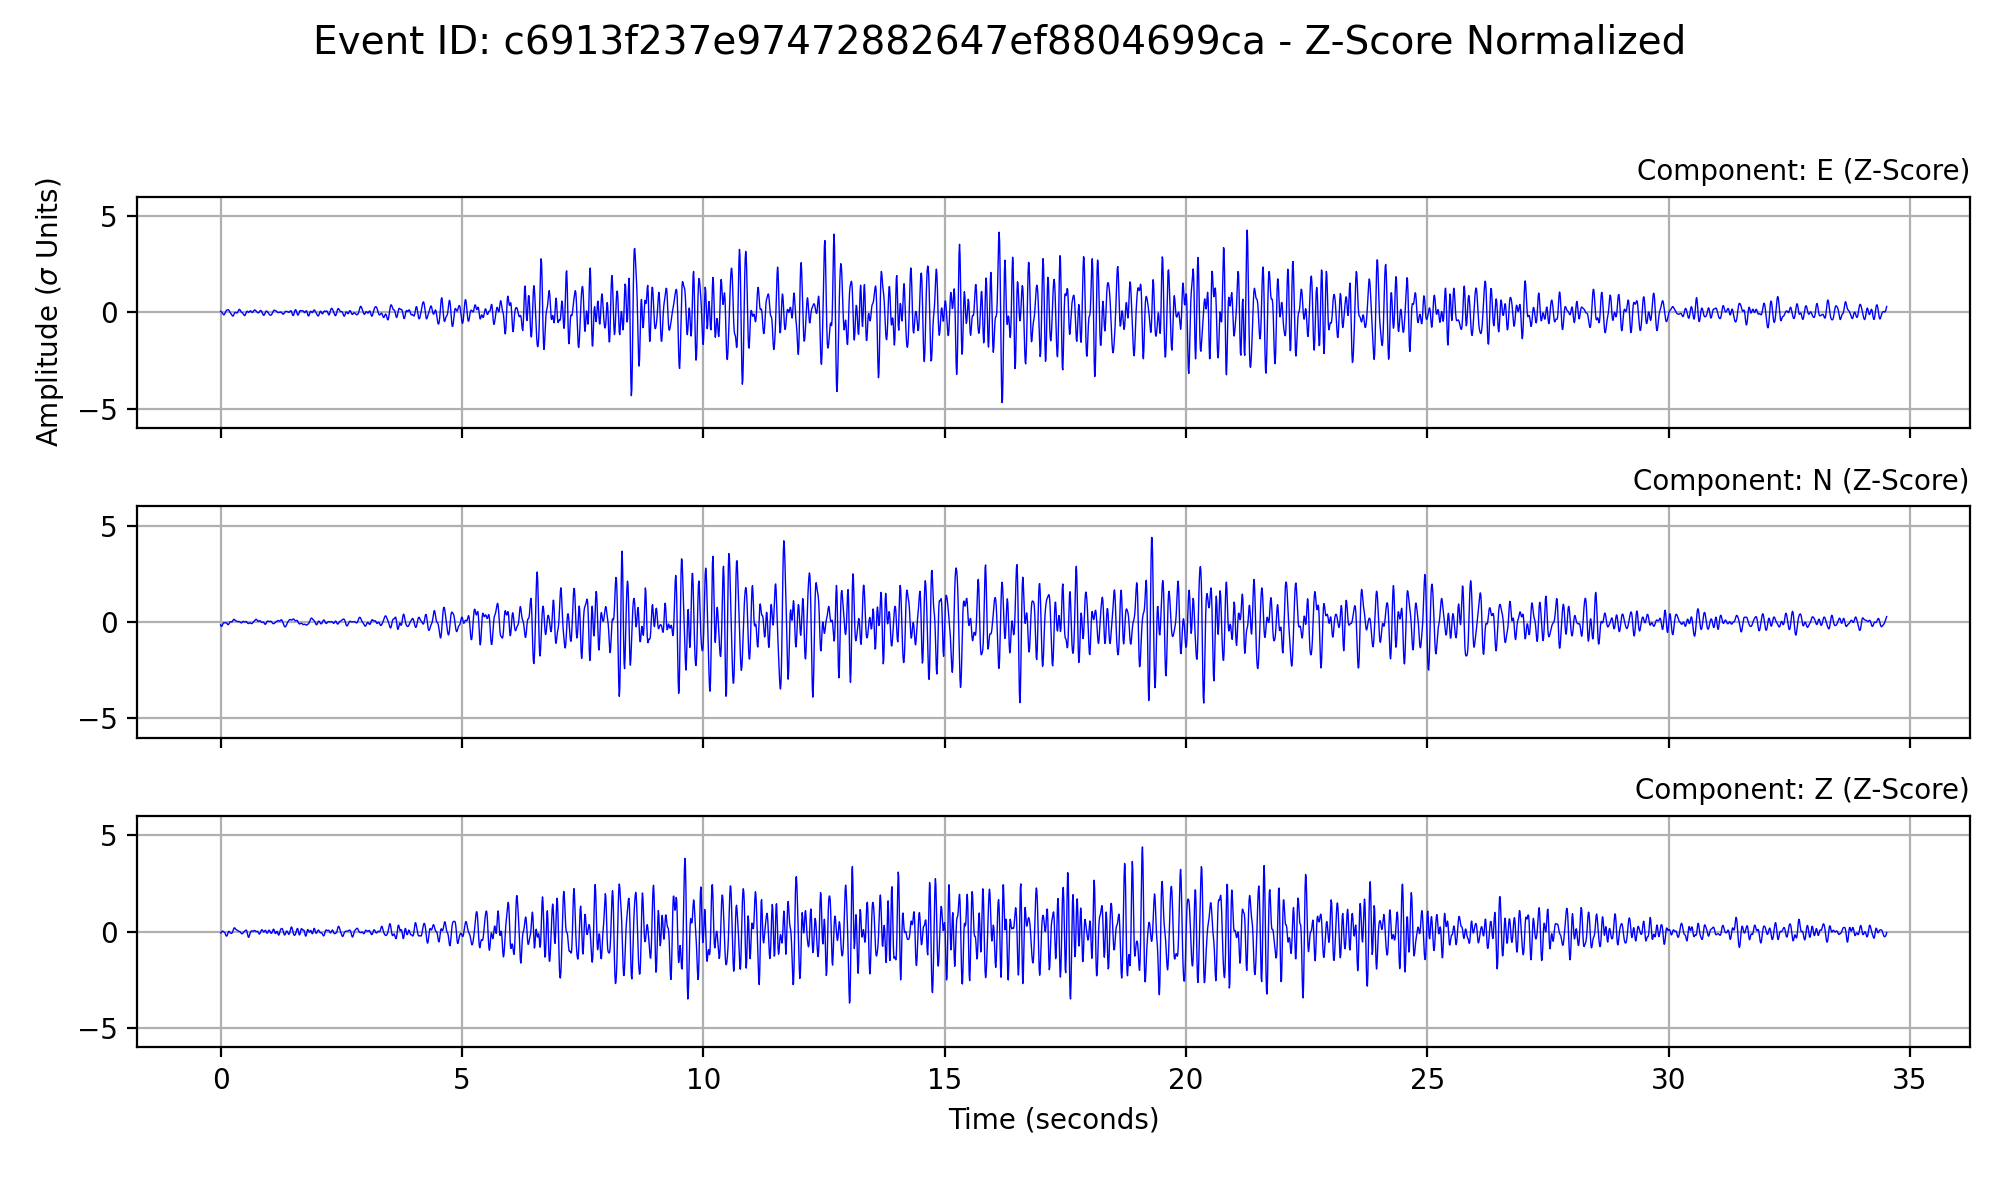 Event ID: c6913f237e97472882647ef8804699ca - Z-Score Normalized
Component: E (Z-Score)
Amplitude (σ Units)
5
0
−5
Component: N (Z-Score)
5
0
−5
Component: Z (Z-Score)
5
0
−5
0 5 10 15 20 25 30 35
Time (seconds)